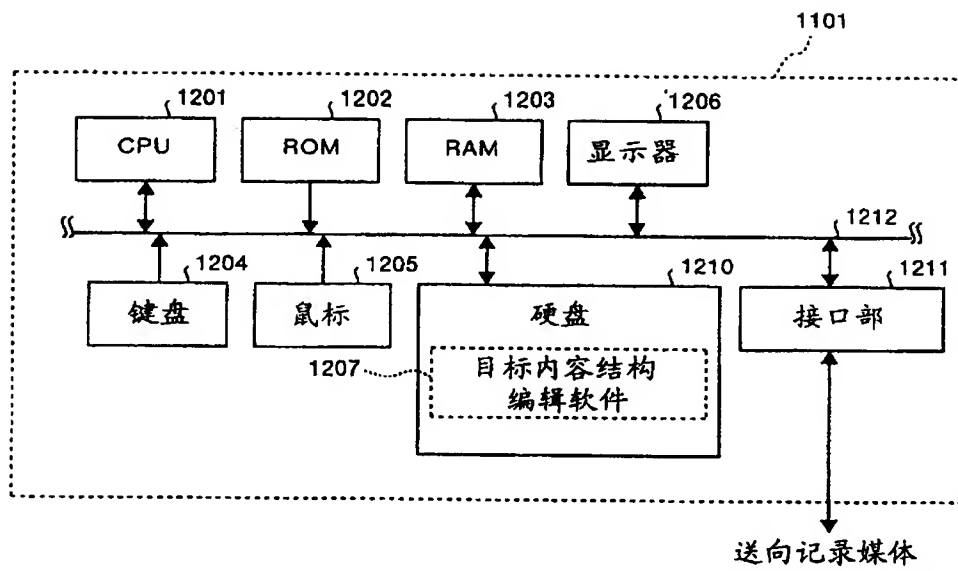 1101
1201
1202
1203
1206
CPU
ROM
RAM
显示器
1212
1204
1205
1210
1211
键盘
鼠标
硬盘
接口部
1207
目标内容结构
编辑软件
送向记录媒体